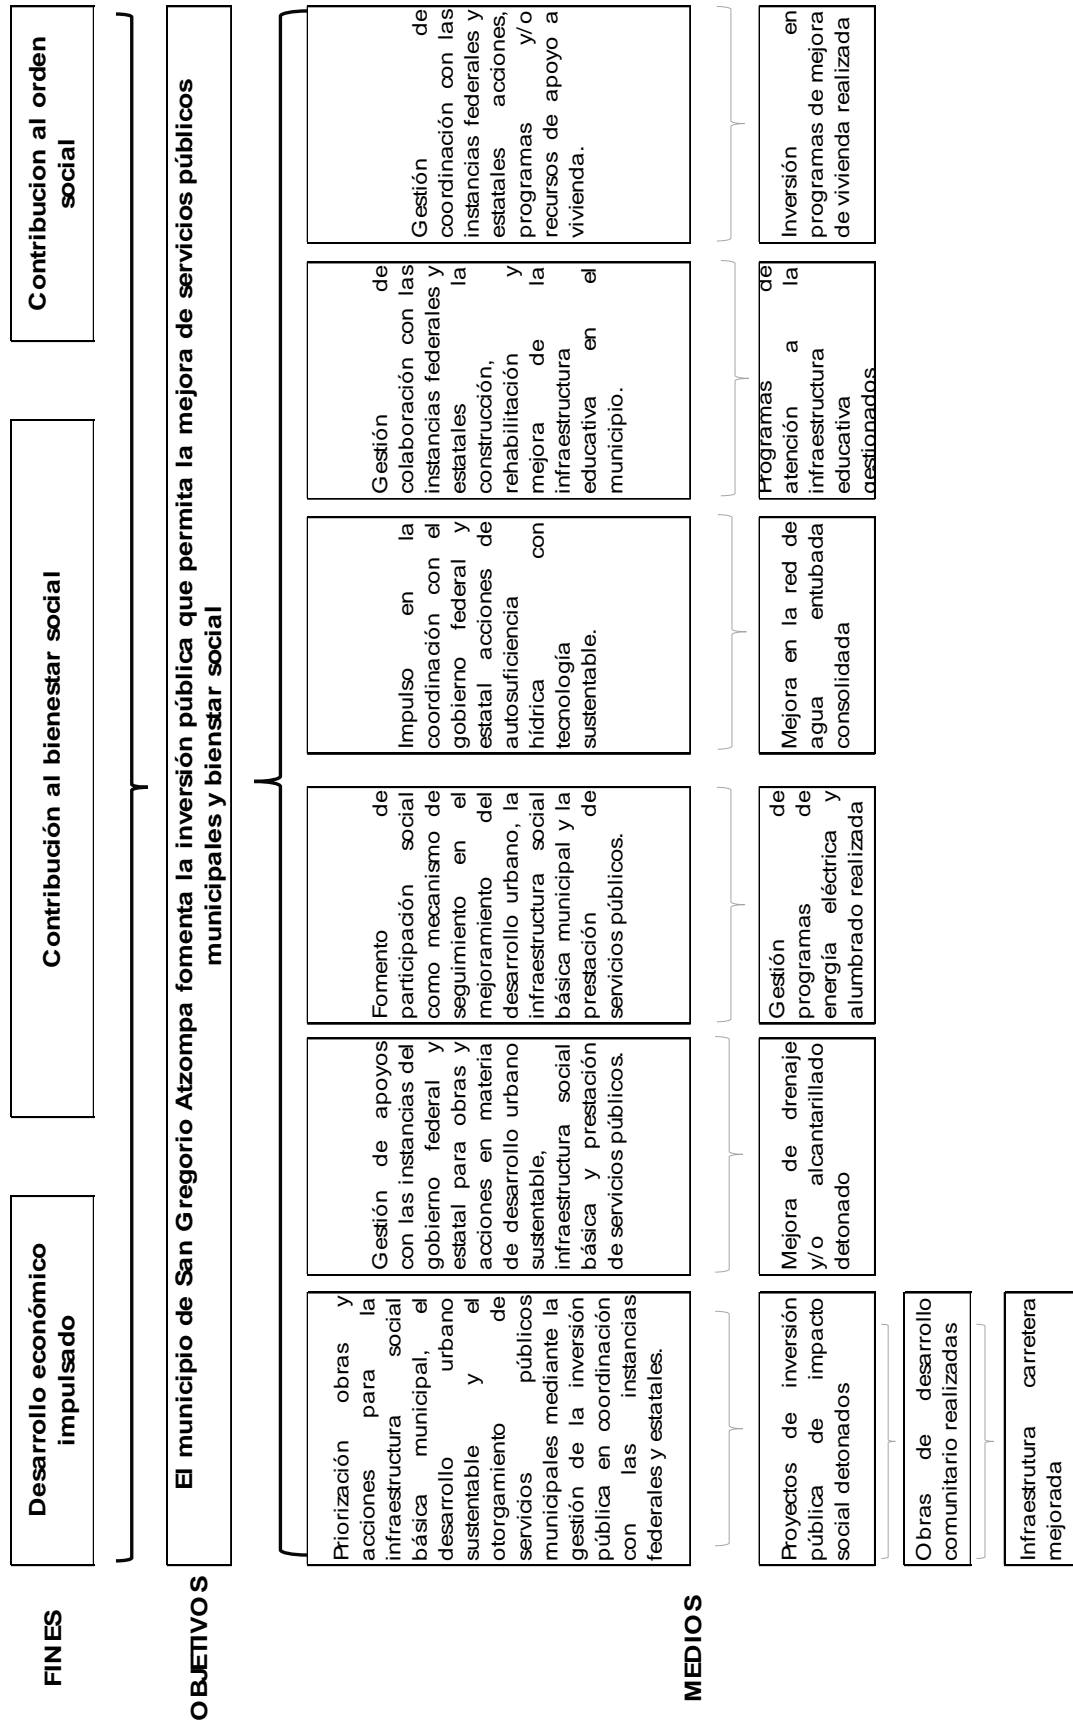 FINES
Desarrollo económico
impulsado
Contribución al bienestar social
Contribucion al orden
social
OBJETIVOS
El municipio de San Gregorio Atzompa fomenta la inversión pública que permita la mejora de servicios públicos
municipales y bienstar social
MEDIOS
Priorización obras y
acciones para la
infraestructura social
básica municipal, el
desarrollo urbano
sustentable y el
otorgamiento de
servicios públicos
municipales mediante la
gestión de la inversión
pública en coordinación
con las instancias
federales y estatales.
Gestión de apoyos
con las instancias del
gobierno federal y
estatal para obras y
acciones en materia
de desarrollo urbano
sustentable,
infraestructura social
básica y prestación
de servicios públicos.
Fomento de
participación social
como mecanismo de
seguimiento en el
mejoramiento del
desarrollo urbano, la
infraestructura social
básica municipal y la
prestación de
servicios públicos.
Impulso en la
coordinación con el
gobierno federal y
estatal acciones de
autosuficiencia
hídrica con
tecnología
sustentable.
Gestión de
colaboración con las
instancias federales y
estatales la
construcción,
rehabilitación y
mejora de la
infraestructura
educativa en el
municipio.
Gestión de
coordinación con las
instancias federales y
estatales acciones,
programas y/o
recursos de apoyo a
vivienda.
Proyectos de inversión
pública de impacto
social detonados
Mejora de drenaje
y/o alcantarillado
detonado
Gestión de
programas de
energía eléctrica y
alumbrado realizada
Mejora en la red de
agua entubada
consolidada
Programas de
atención a la
infraestructura
educativa
gestionados
Inversión en
programas de mejora
de vivienda realizada
Obras de desarrollo
comunitario realizadas
Infraestrutura carretera
mejorada